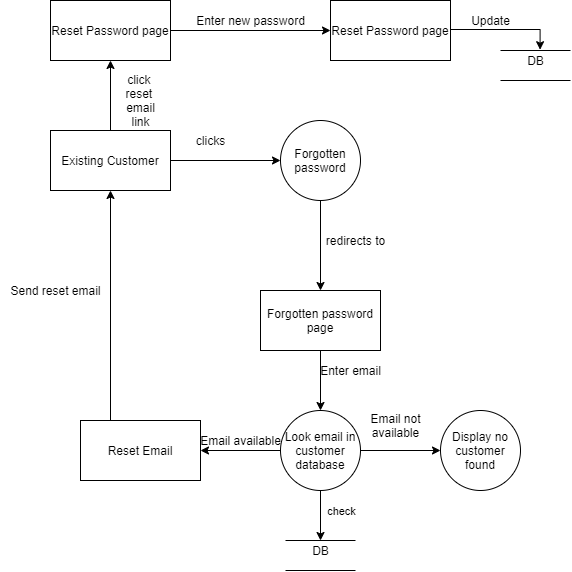 Reset Password page
Enter new password
Reset Password page
Update
DB
click
reset
email
link
Existing Customer
clicks
Forgotten
password
redirects to
Send reset email
Forgotten password
page
Enter email
Reset Email
Email available
Look email in
customer
database
Email not
available
Display no
customer
found
check
DB